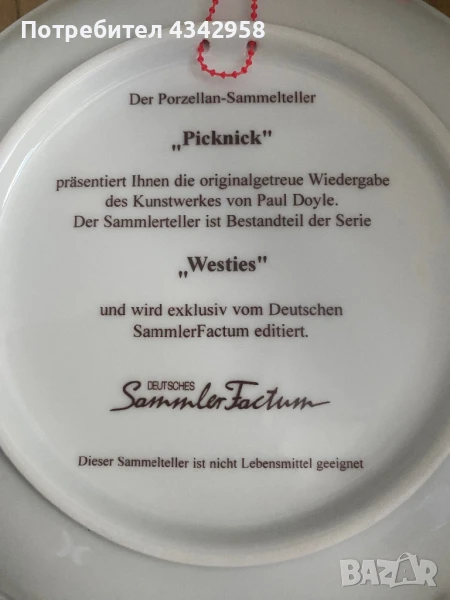 Потребител 4342958
Der Porzellan-Sammelteller
„Picknick"
präsentiert Ihnen die originalgetreue Wiedergabe
des Kunstwerkes von Paul Doyle.
Der Sammlerteller ist Bestandteil der Serie
„Westies"
und wird exklusiv vom Deutschen
SammlerFactum editiert.
DEUTSCHES
SammlerFactum
Dieser Sammelteller ist nicht Lebensmittel geeignet
BAZAR